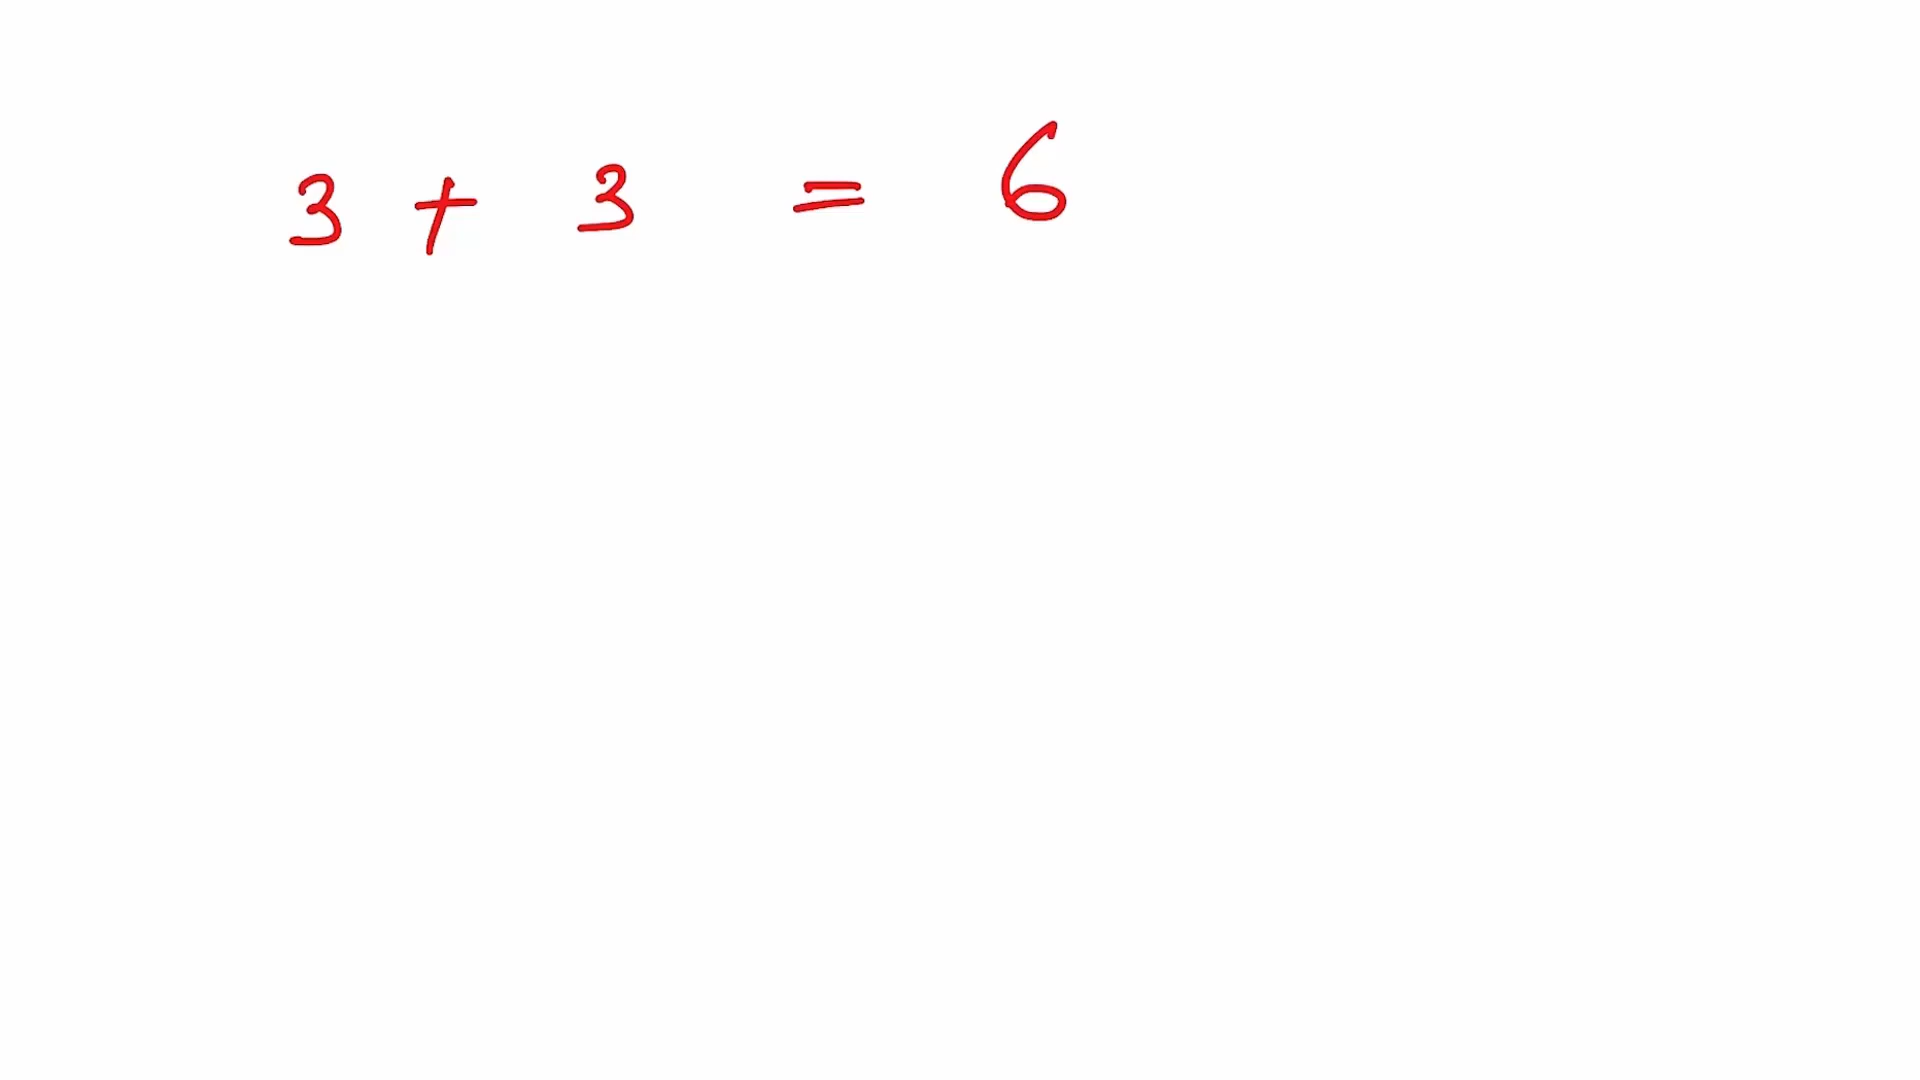 3 + 3 = 6